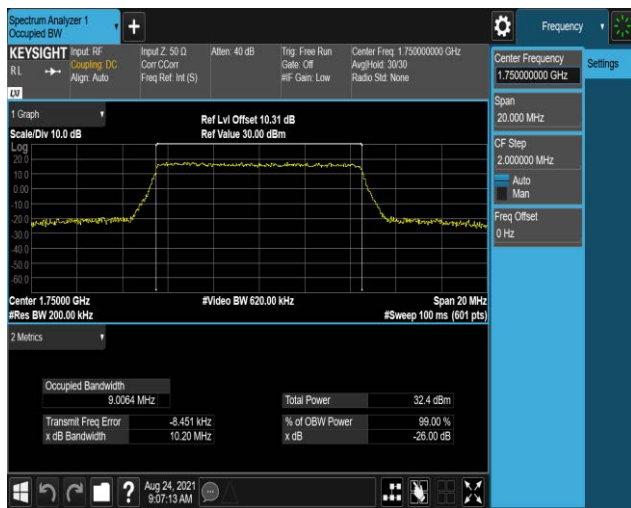 Spectrum Analyzer 1
Occupied BW
+
Frequency
KEYSIGHT
RL
LXI
Input: RF
Coupling: DC
Align: Auto
Input Z: 50 Ω
Corr CCorr
Freq Ref: Int (S)
Atten: 40 dB
Trig: Free Run
Gate: Off
#IF Gain: Low
Center Freq: 1.750000000 GHz
Avg|Hold: 30/30
Radio Std: None
Center Frequency
1.750000000 GHz
Settings
Span
20.000 MHz
CF Step
2.000000 MHz
Auto
Man
Freq Offset
0 Hz
1 Graph
Scale/Div 10.0 dB
Ref Lvl Offset 10.31 dB
Ref Value 30.00 dBm
Log
20.0
10.0
0.00
-10.0
-20.0
-30.0
-40.0
-50.0
-60.0
Center 1.75000 GHz
#Res BW 200.00 kHz
#Video BW 620.00 kHz
Span 20 MHz
#Sweep 100 ms (601 pts)
2 Metrics
Occupied Bandwidth
9.0064 MHz
Total Power 32.4 dBm
Transmit Freq Error -8.451 kHz
% of OBW Power 99.00 %
x dB Bandwidth 10.20 MHz
x dB -26.00 dB
?
Aug 24, 2021
9:07:13 AM